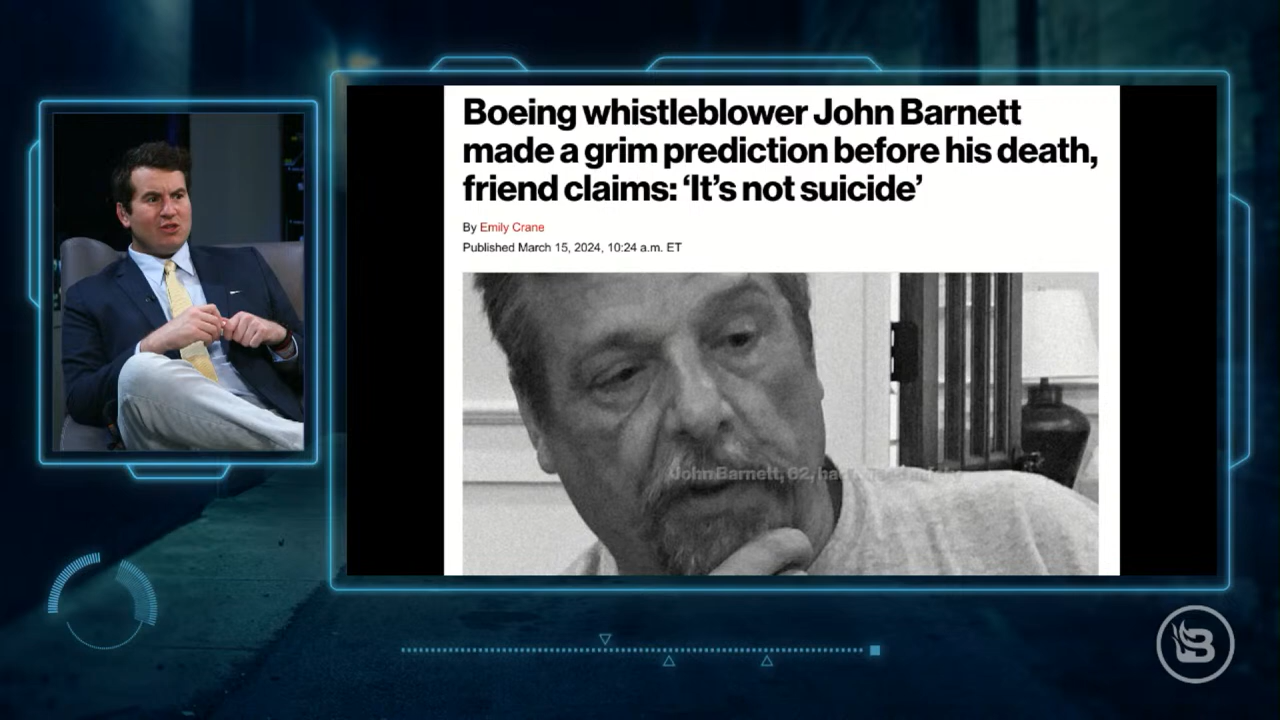 Boeing whistleblower John Barnett
made a grim prediction before his death,
friend claims: ‘It’s not suicide’
By Emily Crane
Published March 15, 2024, 10:24 a.m. ET
John Barnett, 62, ha
B